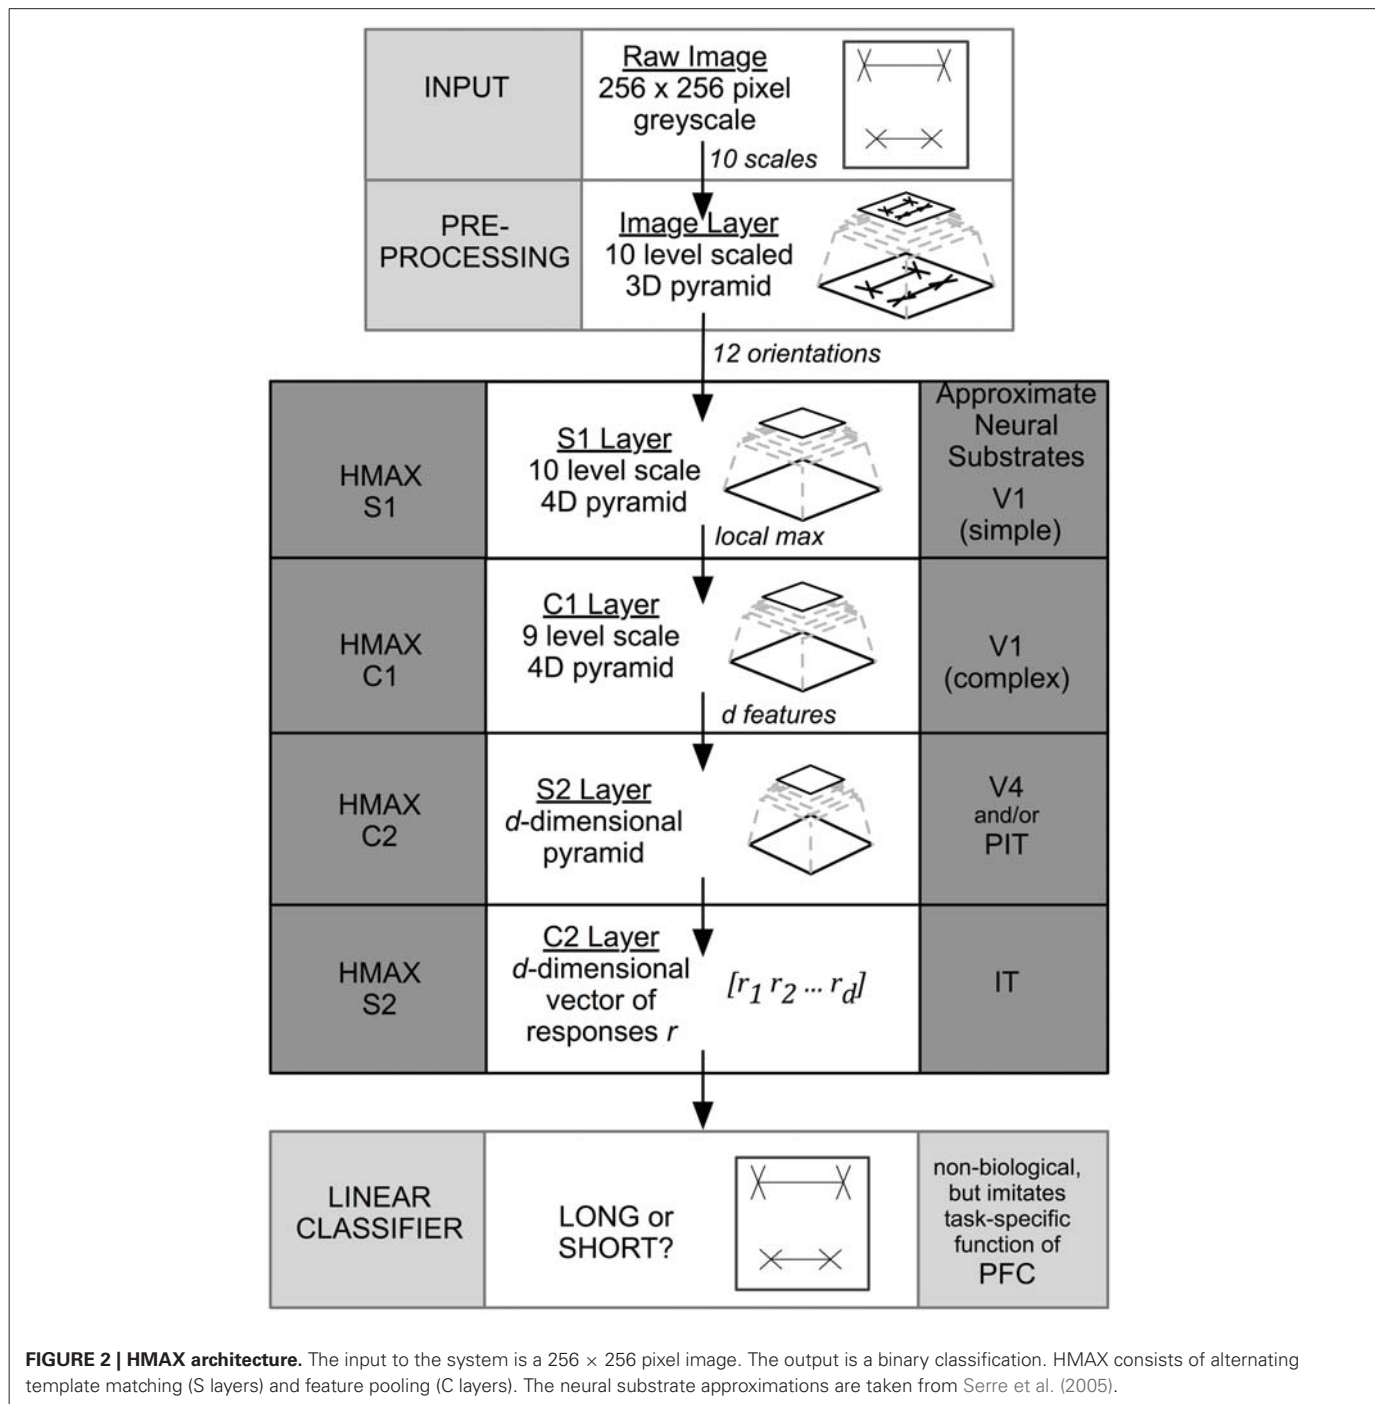 INPUT
Raw Image
256 x 256 pixel
greyscale
10 scales
PRE-
PROCESSING
Image Layer
10 level scaled
3D pyramid
12 orientations
HMAX
S1
S1 Layer
10 level scale
4D pyramid
local max
Approximate
Neural
Substrates
V1
(simple)
HMAX
C1
C1 Layer
9 level scale
4D pyramid
d features
V1
(complex)
HMAX
C2
S2 Layer
d-dimensional
pyramid
V4
and/or
PIT
HMAX
S2
C2 Layer
d-dimensional
vector of
responses r
[r1 r2 ... rd]
IT
LINEAR
CLASSIFIER
LONG or
SHORT?
non-biological,
but imitates
task-specific
function of
PFC
FIGURE 2 | HMAX architecture. The input to the system is a 256 × 256 pixel image. The output is a binary classification. HMAX consists of alternating
template matching (S layers) and feature pooling (C layers). The neural substrate approximations are taken from Serre et al. (2005).